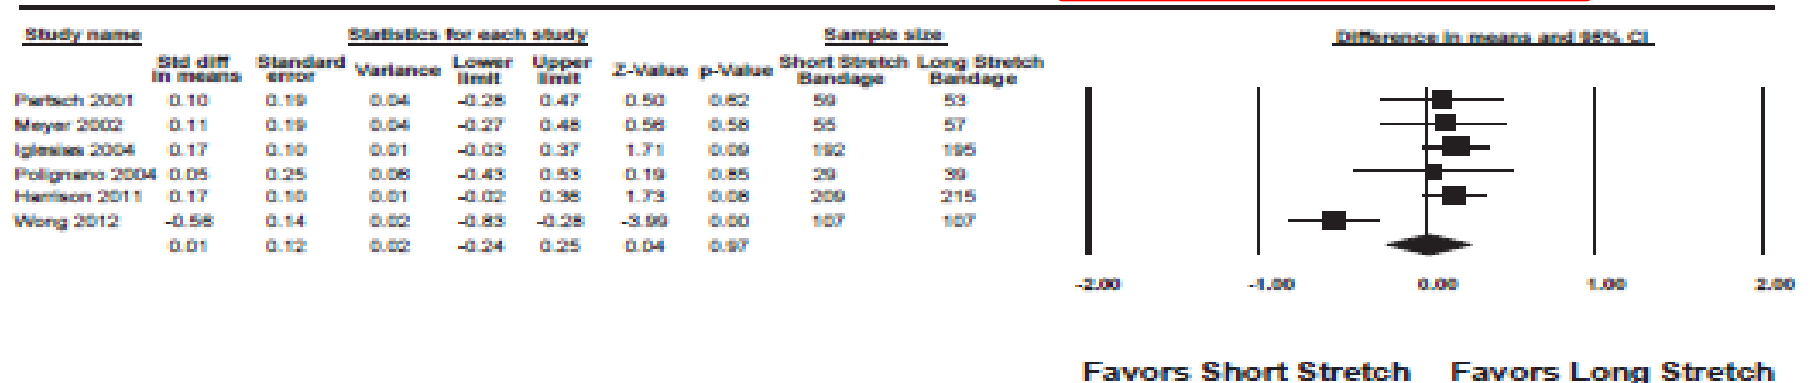 Study name Statistics for each study Sample size Difference in means and 95% CI
Std diff in means Standard error Variance Lower limit Upper limit Z-Value p-Value Short Stretch Bandage Long Stretch Bandage
Partsch 2001 0.10 0.19 0.04 -0.28 0.47 0.50 0.62 59 53
Meyer 2002 0.11 0.19 0.04 -0.27 0.48 0.56 0.58 55 57
Iglesias 2004 0.17 0.10 0.01 -0.03 0.37 1.71 0.09 192 195
Polignano 2004 0.05 0.25 0.06 -0.43 0.53 0.19 0.85 29 39
Harrison 2011 0.17 0.10 0.01 -0.02 0.36 1.73 0.08 209 215
Wong 2012 -0.56 0.14 0.02 -0.83 -0.28 -3.99 0.00 107 107
0.01 0.12 0.02 -0.24 0.25 0.04 0.97
-2.00 -1.00 0.00 1.00 2.00
Favors Short Stretch Favors Long Stretch